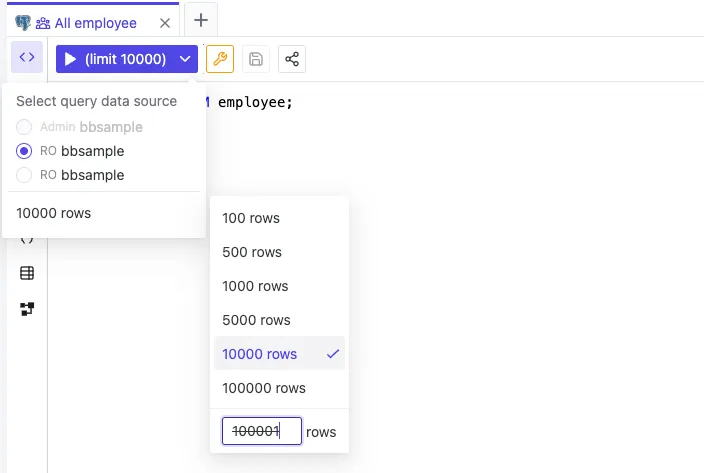 All employee
(limit 10000)
employee;
Select query data source
Admin bbsample
RO bbsample
RO bbsample
10000 rows
100 rows
500 rows
1000 rows
5000 rows
10000 rows
100000 rows
100001 rows